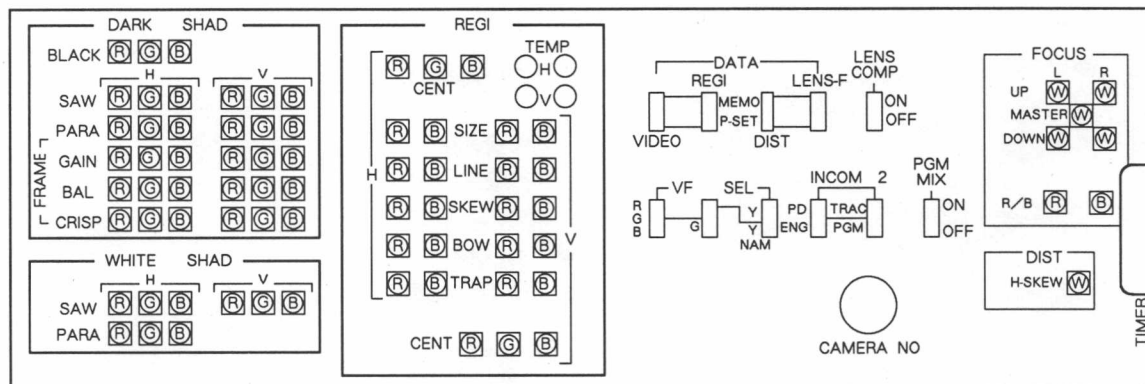 DARK SHAD
BLACK R G B
H V
SAW R G B R G B
PARA R G B R G B
FRAME
GAIN R G B R G B
BAL R G B R G B
CRISP R G B R G B
WHITE SHAD
H V
SAW R G B R G B
PARA R G B
REGI
TEMP
R G B H
CENT
V
H
V
R B SIZE R B
R B LINE R B
R B SKEW R B
R B BOW R B
R B TRAP R B
CENT R G B
DATA
REGI LENS-F
MEMO
P-SET
VIDEO DIST
LENS
COMP
ON
OFF
VF SEL
R
G
B
G
Y
Y
NAM
INCOM 2
PD TRAC
ENG PGM
PGM
MIX
ON
OFF
CAMERA NO
FOCUS
L R
UP W W
MASTER W
DOWN W W
R/B R B
DIST
H-SKEW W
TIMER